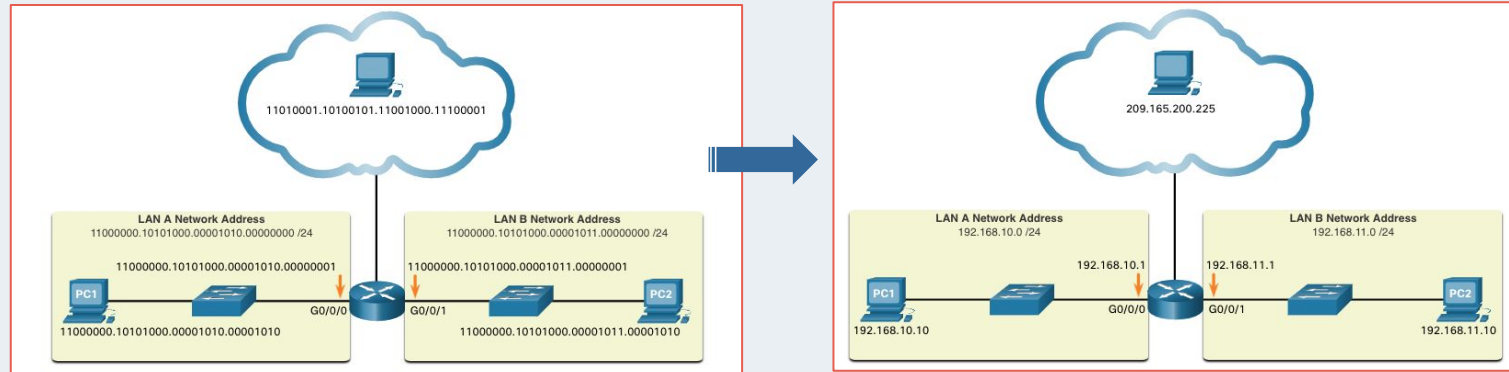 11010001.10100101.11001000.11100001
LAN A Network Address
11000000.10101000.00001010.00000000 /24
11000000.10101000.00001010.00000001
PC1
G0/0/0
11000000.10101000.00001010.00001010
LAN B Network Address
11000000.10101000.00001011.00000000 /24
11000000.10101000.00001011.00000001
PC2
G0/0/1
11000000.10101000.00001011.00001010
209.165.200.225
LAN A Network Address
192.168.10.0 /24
192.168.10.1
PC1
G0/0/0
192.168.10.10
LAN B Network Address
192.168.11.0 /24
192.168.11.1
PC2
G0/0/1
192.168.11.10